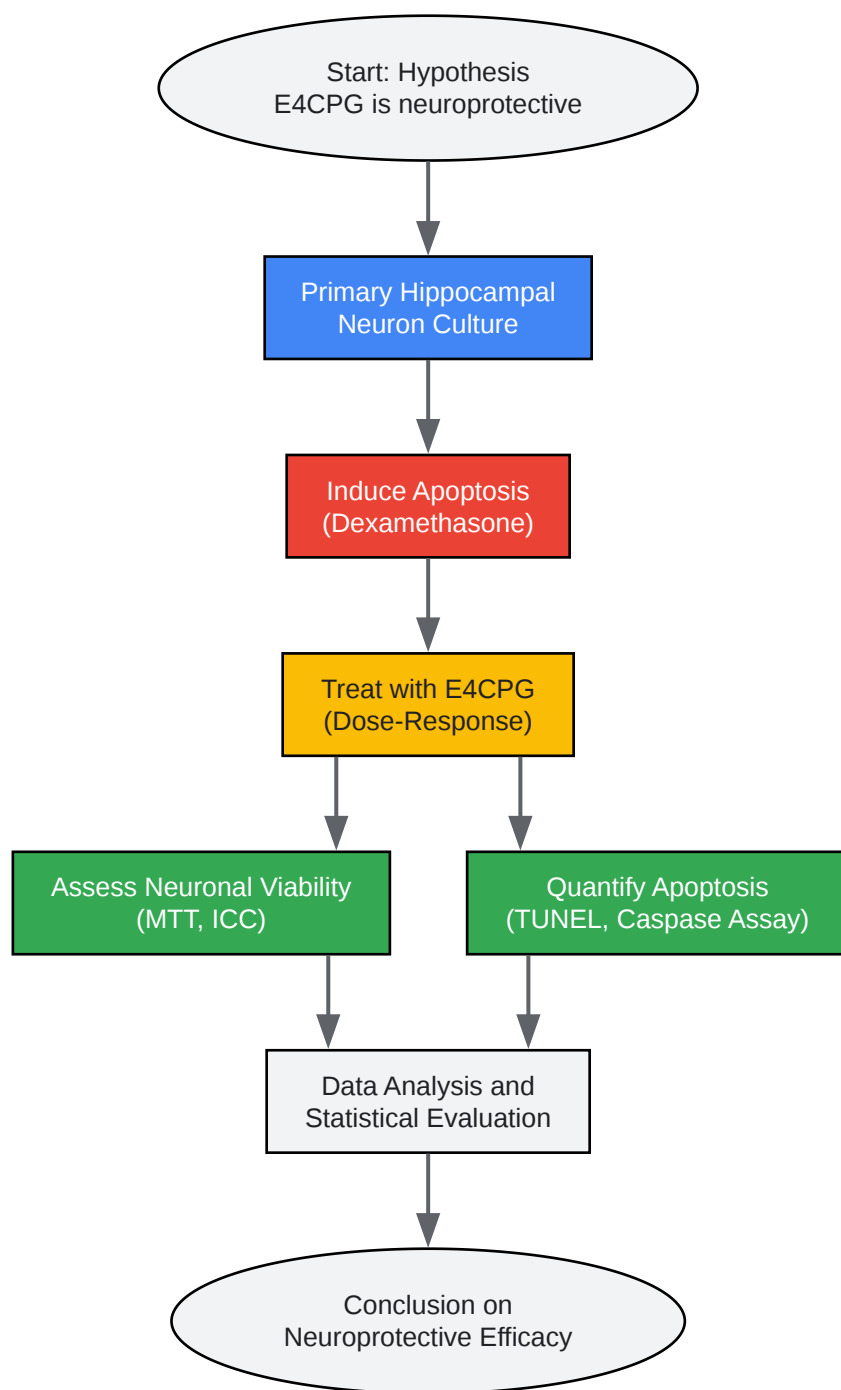 Start: Hypothesis
E4CPG is neuroprotective
Primary Hippocampal
Neuron Culture
Induce Apoptosis
(Dexamethasone)
Treat with E4CPG
(Dose-Response)
Assess Neuronal Viability
(MTT, ICC)
Quantify Apoptosis
(TUNEL, Caspase Assay)
Data Analysis and
Statistical Evaluation
Conclusion on
Neuroprotective Efficacy